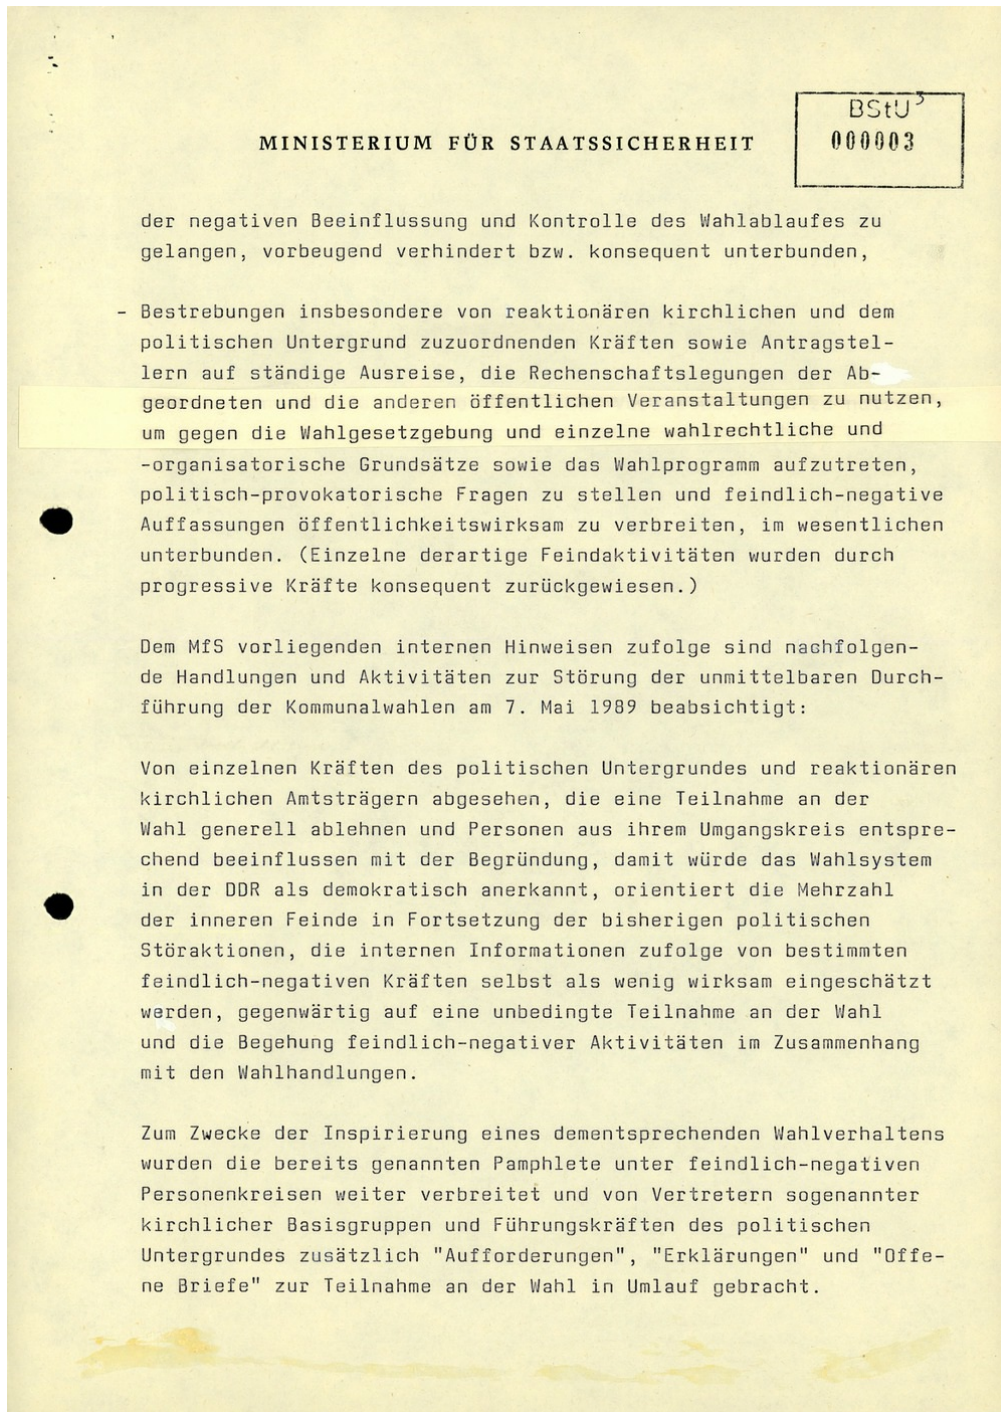 BStU
3
000003
MINISTERIUM FÜR STAATSSICHERHEIT
der negativen Beeinflussung und Kontrolle des Wahlablaufes zu
gelangen, vorbeugend verhindert bzw. konsequent unterbunden,
- Bestrebungen insbesondere von reaktionären kirchlichen und dem
politischen Untergrund zuzuordnenden Kräften sowie Antragstel-
lern auf ständige Ausreise, die Rechenschaftslegungen der Ab-
geordneten und die anderen öffentlichen Veranstaltungen zu nutzen,
um gegen die Wahlgesetzgebung und einzelne wahlrechtliche und
-organisatorische Grundsätze sowie das Wahlprogramm aufzutreten,
politisch-provokatorische Fragen zu stellen und feindlich-negative
Auffassungen öffentlichkeitswirksam zu verbreiten, im wesentlichen
unterbunden. (Einzelne derartige Feindaktivitäten wurden durch
progressive Kräfte konsequent zurückgewiesen.)
Dem MfS vorliegenden internen Hinweisen zufolge sind nachfolgen-
de Handlungen und Aktivitäten zur Störung der unmittelbaren Durch-
führung der Kommunalwahlen am 7. Mai 1989 beabsichtigt:
Von einzelnen Kräften des politischen Untergrundes und reaktionären
kirchlichen Amtsträgern abgesehen, die eine Teilnahme an der
Wahl generell ablehnen und Personen aus ihrem Umgangskreis entspre-
chend beeinflussen mit der Begründung, damit würde das Wahlsystem
in der DDR als demokratisch anerkannt, orientiert die Mehrzahl
der inneren Feinde in Fortsetzung der bisherigen politischen
Störaktionen, die internen Informationen zufolge von bestimmten
feindlich-negativen Kräften selbst als wenig wirksam eingeschätzt
werden, gegenwärtig auf eine unbedingte Teilnahme an der Wahl
und die Begehung feindlich-negativer Aktivitäten im Zusammenhang
mit den Wahlhandlungen.
Zum Zwecke der Inspirierung eines dementsprechenden Wahlverhaltens
wurden die bereits genannten Pamphlete unter feindlich-negativen
Personenkreisen weiter verbreitet und von Vertretern sogenannter
kirchlicher Basisgruppen und Führungskräften des politischen
Untergrundes zusätzlich "Aufforderungen", "Erklärungen" und "Offe-
ne Briefe" zur Teilnahme an der Wahl in Umlauf gebracht.